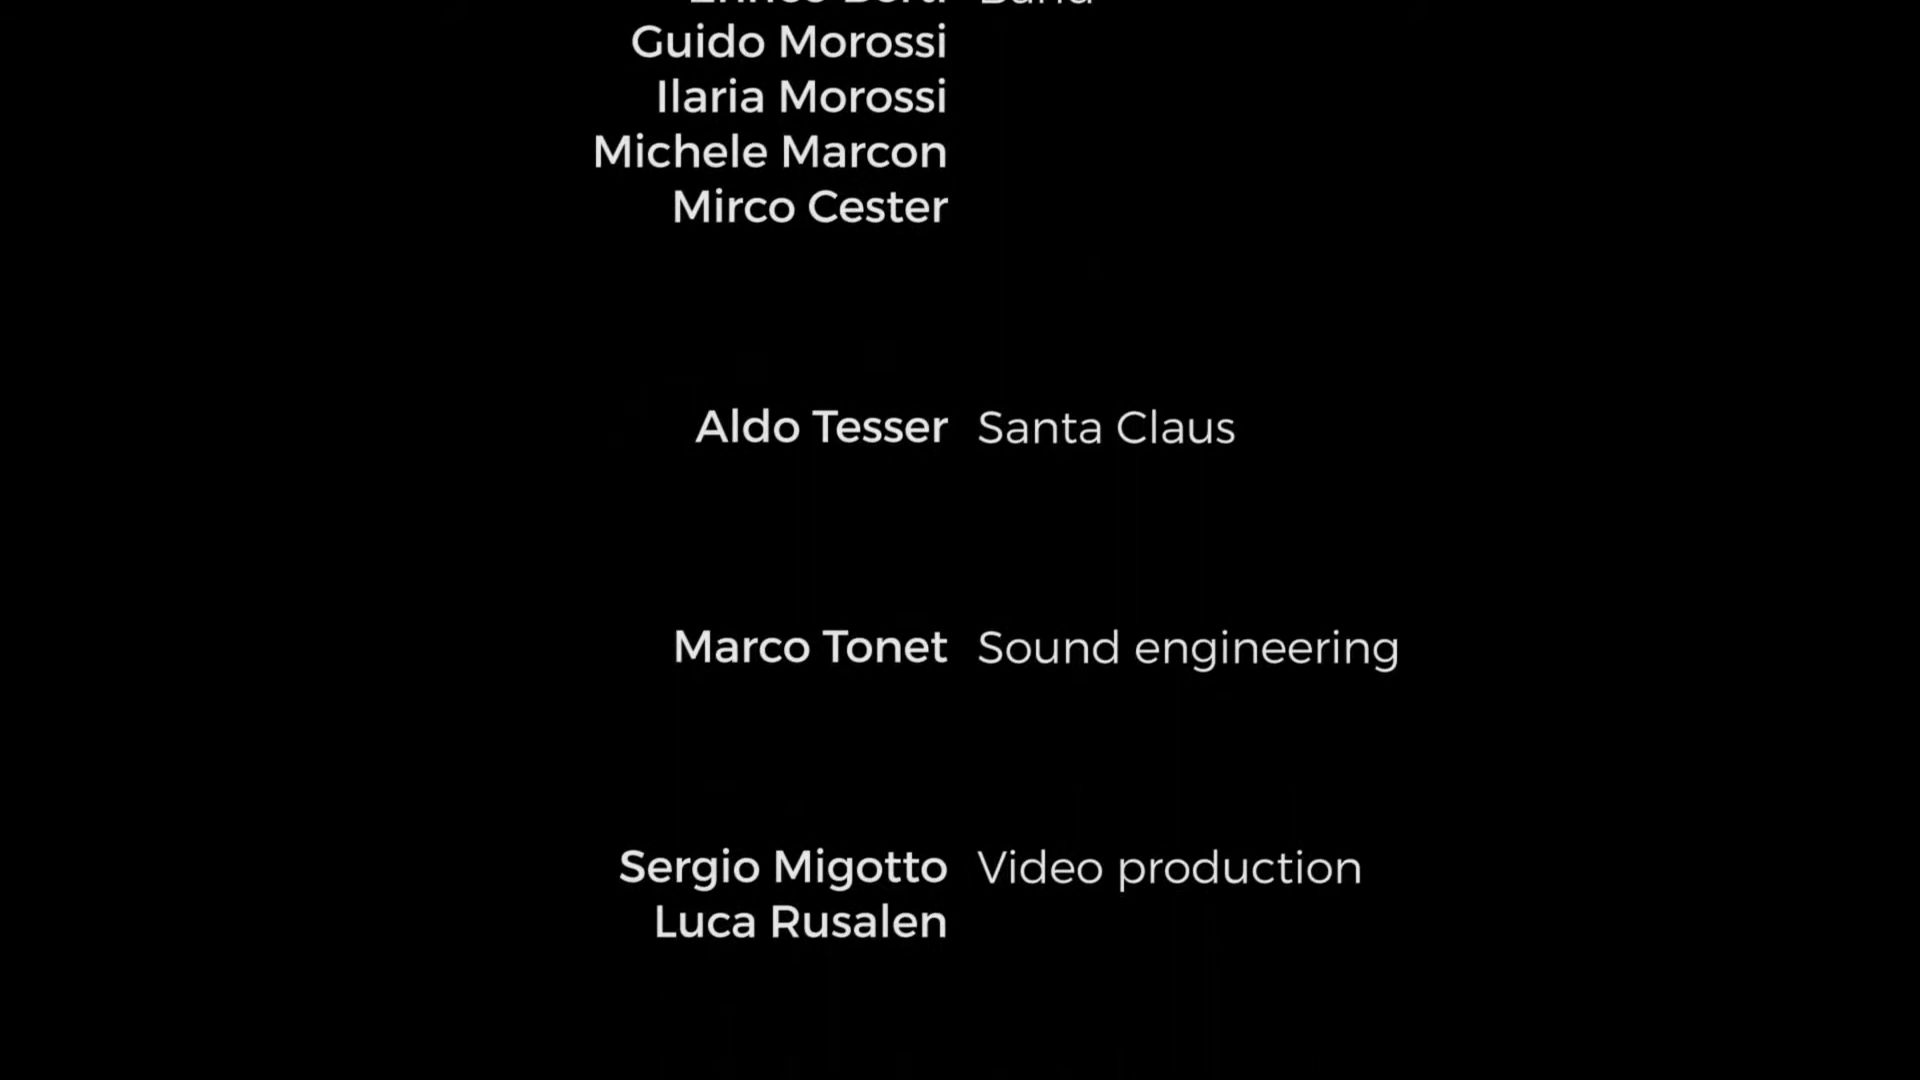 Guido Morossi
Ilaria Morossi
Michele Marcon
Mirco Cester
Aldo Tesser Santa Claus
Marco Tonet Sound engineering
Sergio Migotto Video production
Luca Rusalen